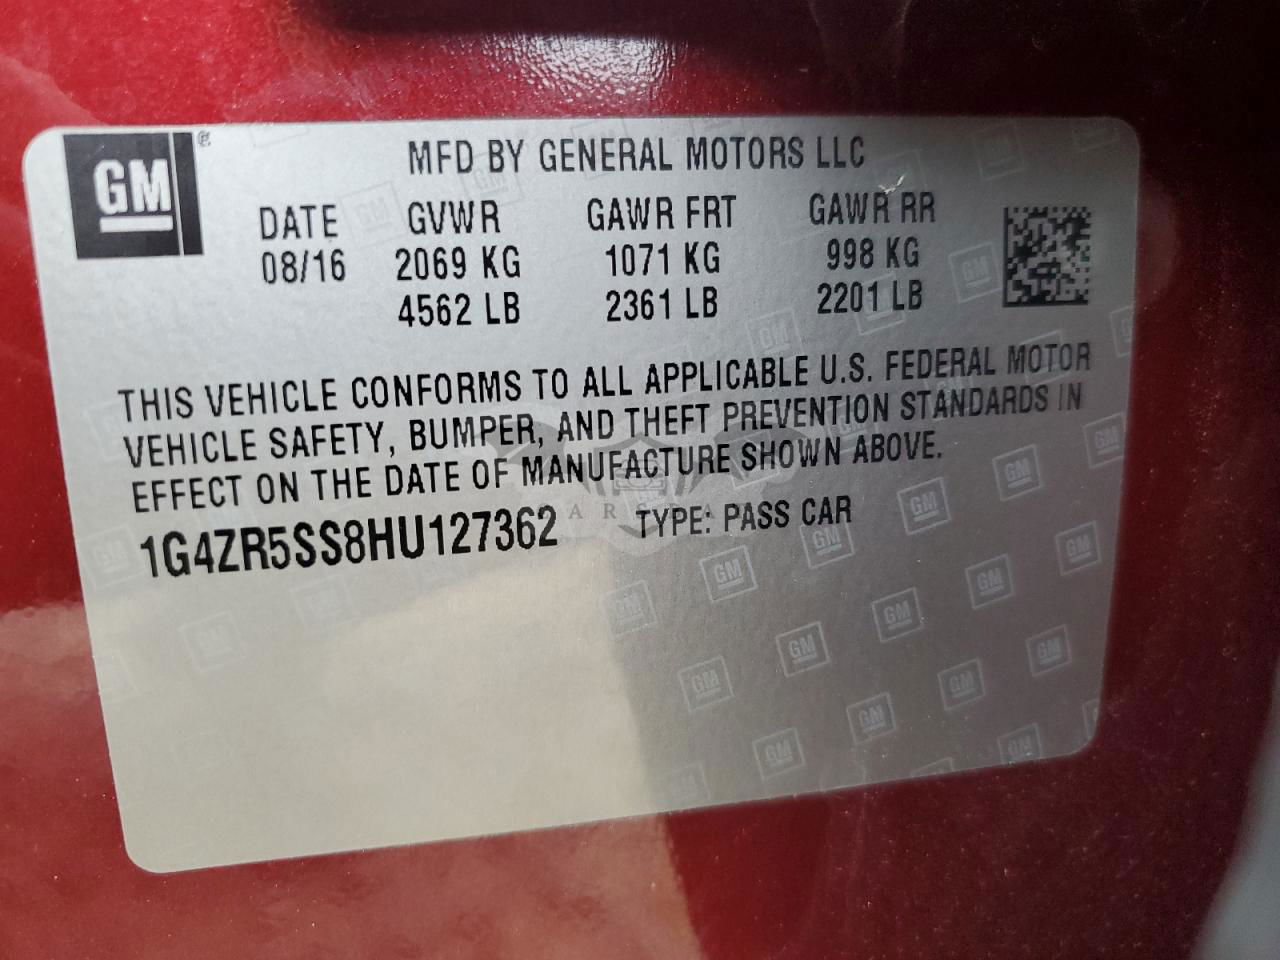 GM
MFD BY GENERAL MOTORS LLC
DATE GVWR GAWR FRT GAWR RR
08/16 2069 KG 1071 KG 998 KG
4562 LB 2361 LB 2201 LB
THIS VEHICLE CONFORMS TO ALL APPLICABLE U.S. FEDERAL MOTOR
VEHICLE SAFETY, BUMPER, AND THEFT PREVENTION STANDARDS IN
EFFECT ON THE DATE OF MANUFACTURE SHOWN ABOVE.
1G4ZR5SS8HU127362 TYPE: PASS CAR